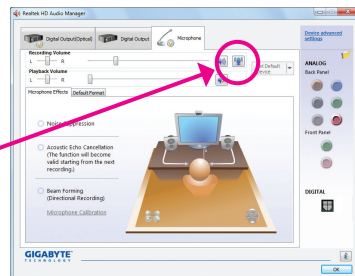 Realtek HD Audio Manager
Digital Output(Optical)
Digital Output
Microphone
Device advanced
settings
Recording Volume
L
R
Default
Device
Playback Volume
L
R
ANALOG
Back Panel
Microphone Effects
Default Format
Noise Suppression
Acoustic Echo Cancellation
(The function will become
valid starting from the next
recording.)
Beam Forming
(Directional Recording)
Microphone Calibration
Front Panel
DIGITAL
GIGABYTE
TECHNOLOGY
OK